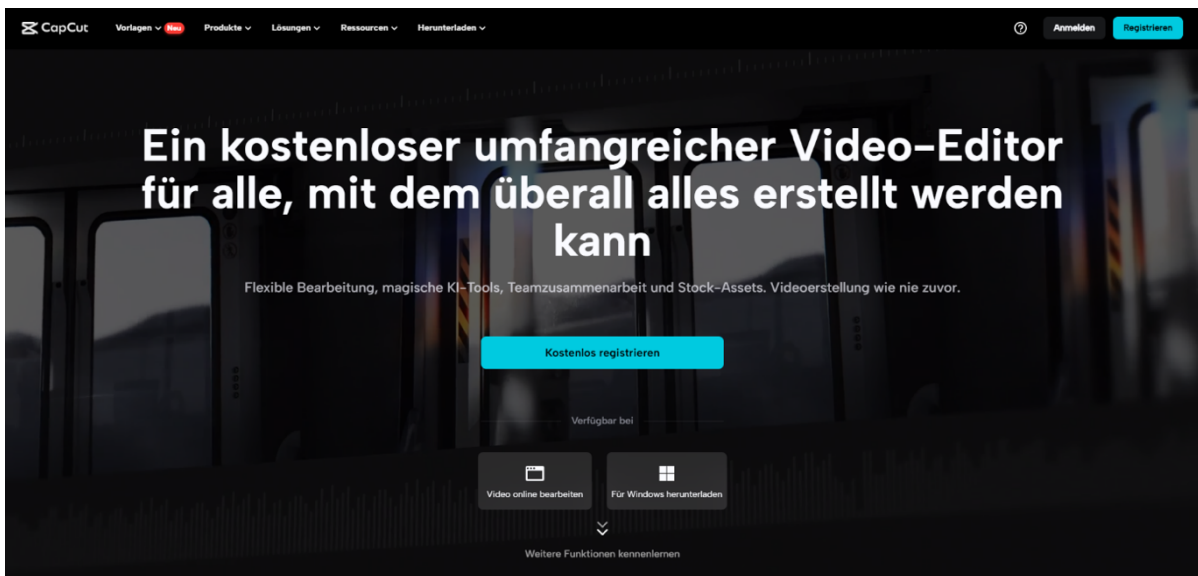 CapCut
Vorlagen Neu
Produkte
Lösungen
Ressourcen
Herunterladen
Anmelden
Registrieren
Ein kostenloser umfangreicher Video-Editor
für alle, mit dem überall alles erstellt werden
kann
Flexible Bearbeitung, magische KI-Tools, Teamzusammenarbeit und Stock-Assets. Videoerstellung wie nie zuvor.
Kostenlos registrieren
Verfügbar bei
Video online bearbeiten
Für Windows herunterladen
Weitere Funktionen kennenlernen